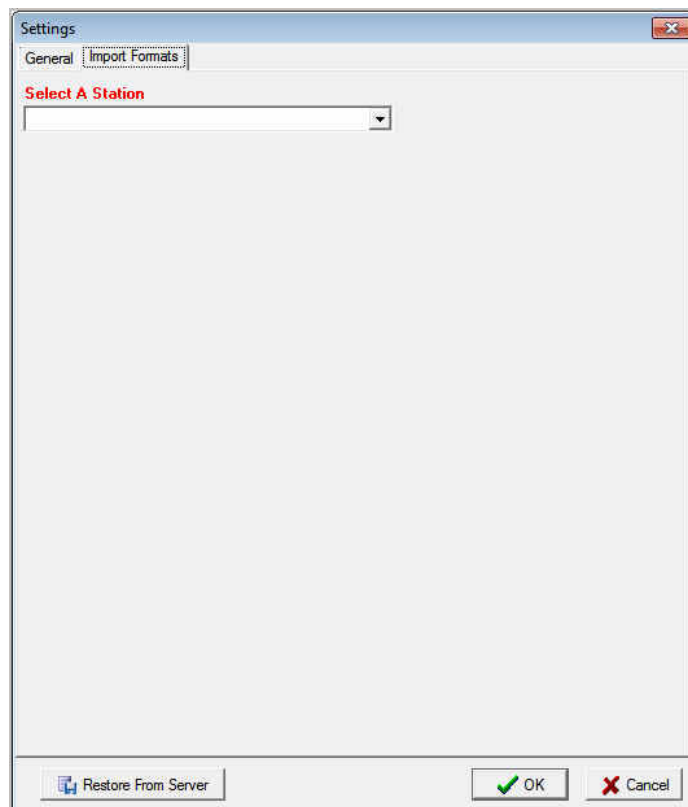 Settings
General Import Formats
Select A Station
Restore From Server OK Cancel